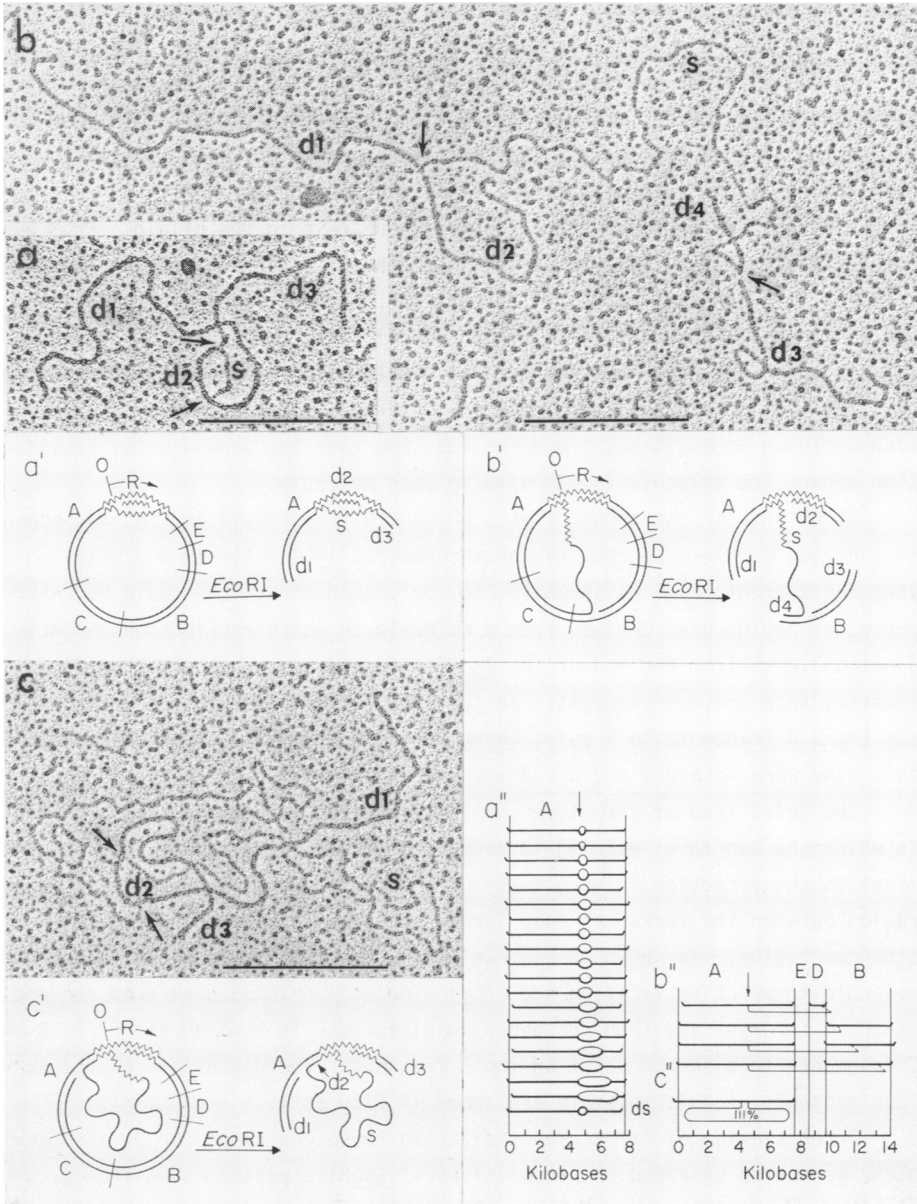 b
d1
S
d4
d2
d3
a
d1
d3
d2
S
a'
O
R
A
E
D
C
B
EcoRI
d2
A
S
d3
d1
b'
O
R
A
E
D
C
B
EcoRI
d2
A
S
d1
d3
d4
B
c
d1
d2
S
d3
c'
O
R
A
E
D
C
B
EcoRI
A
d2
d3
d1
S
a''
A
ds
0 2 4 6 8
Kilobases
b''
A E D B
c''
111%
0 2 4 6 8 10 12 14
Kilobases